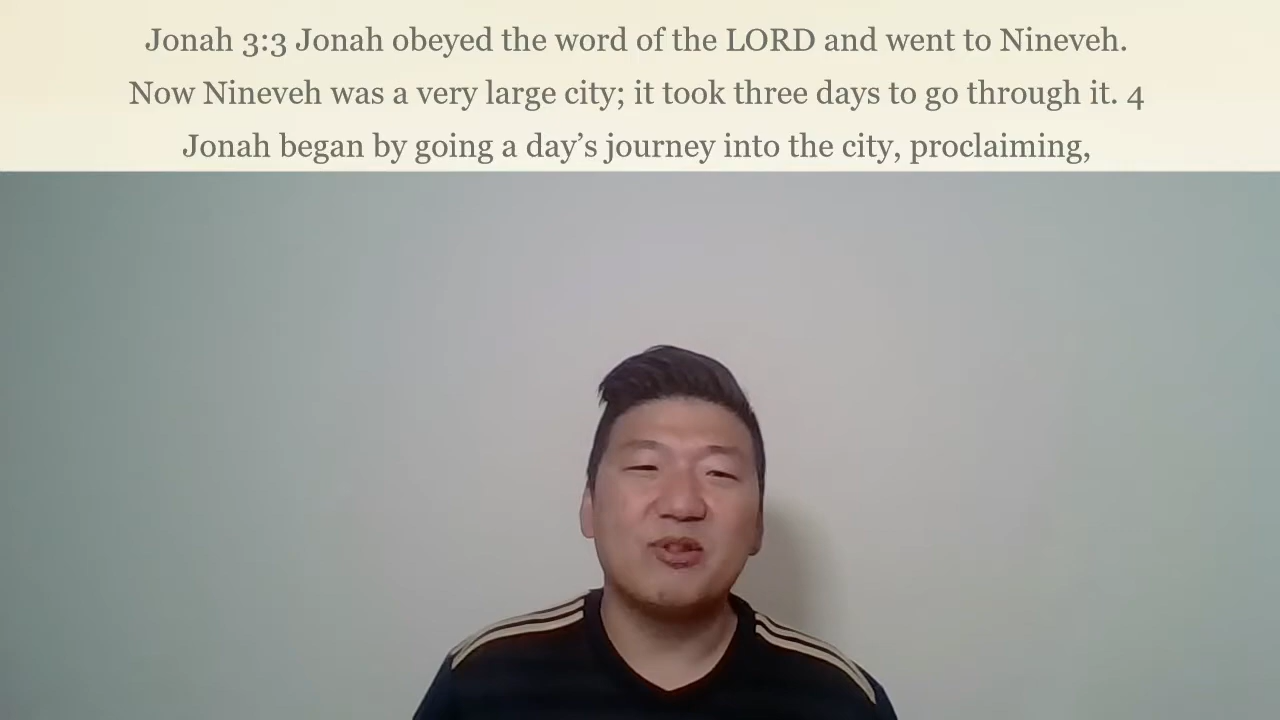 Jonah 3:3 Jonah obeyed the word of the LORD and went to Nineveh.
Now Nineveh was a very large city; it took three days to go through it. 4
Jonah began by going a day’s journey into the city, proclaiming,